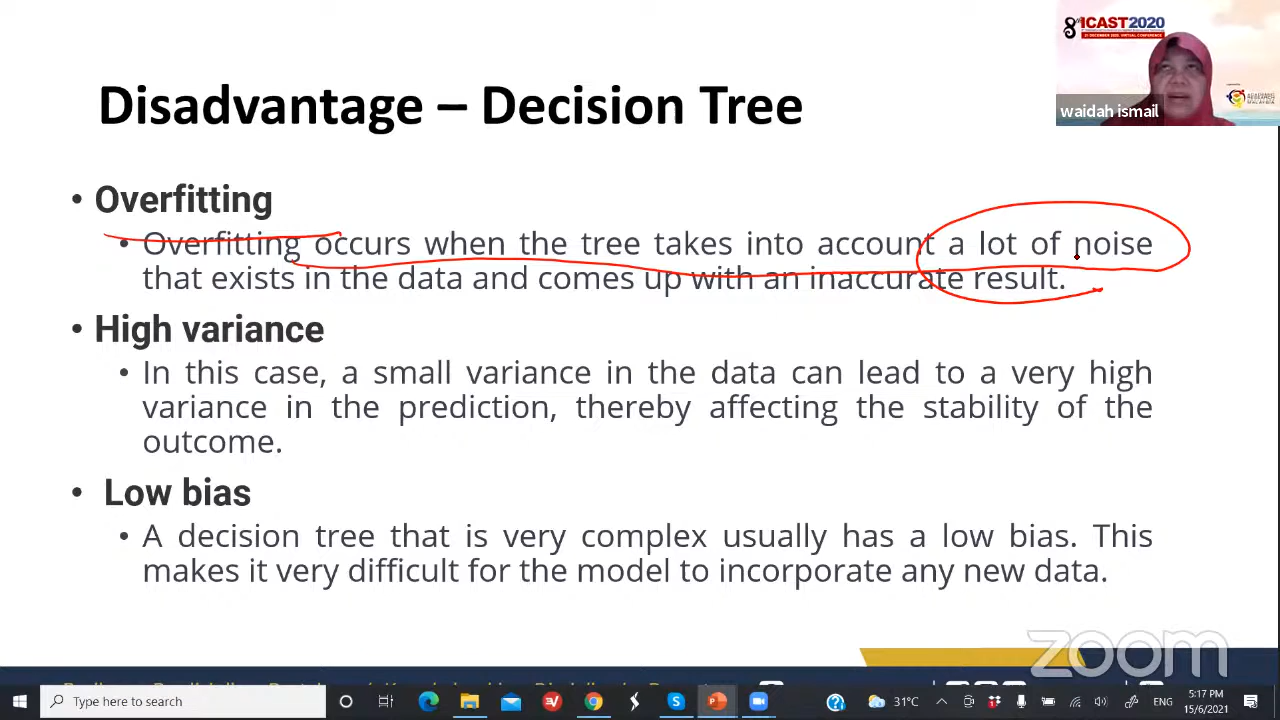 8th ICAST2020
waidah ismail
Disadvantage – Decision Tree
• Overfitting
• Overfitting occurs when the tree takes into account a lot of noise
that exists in the data and comes up with an inaccurate result.
• High variance
• In this case, a small variance in the data can lead to a very high
variance in the prediction, thereby affecting the stability of the
outcome.
• Low bias
• A decision tree that is very complex usually has a low bias. This
makes it very difficult for the model to incorporate any new data.
zoom
Type here to search
31°C
ENG
5:17 PM
15/6/2021